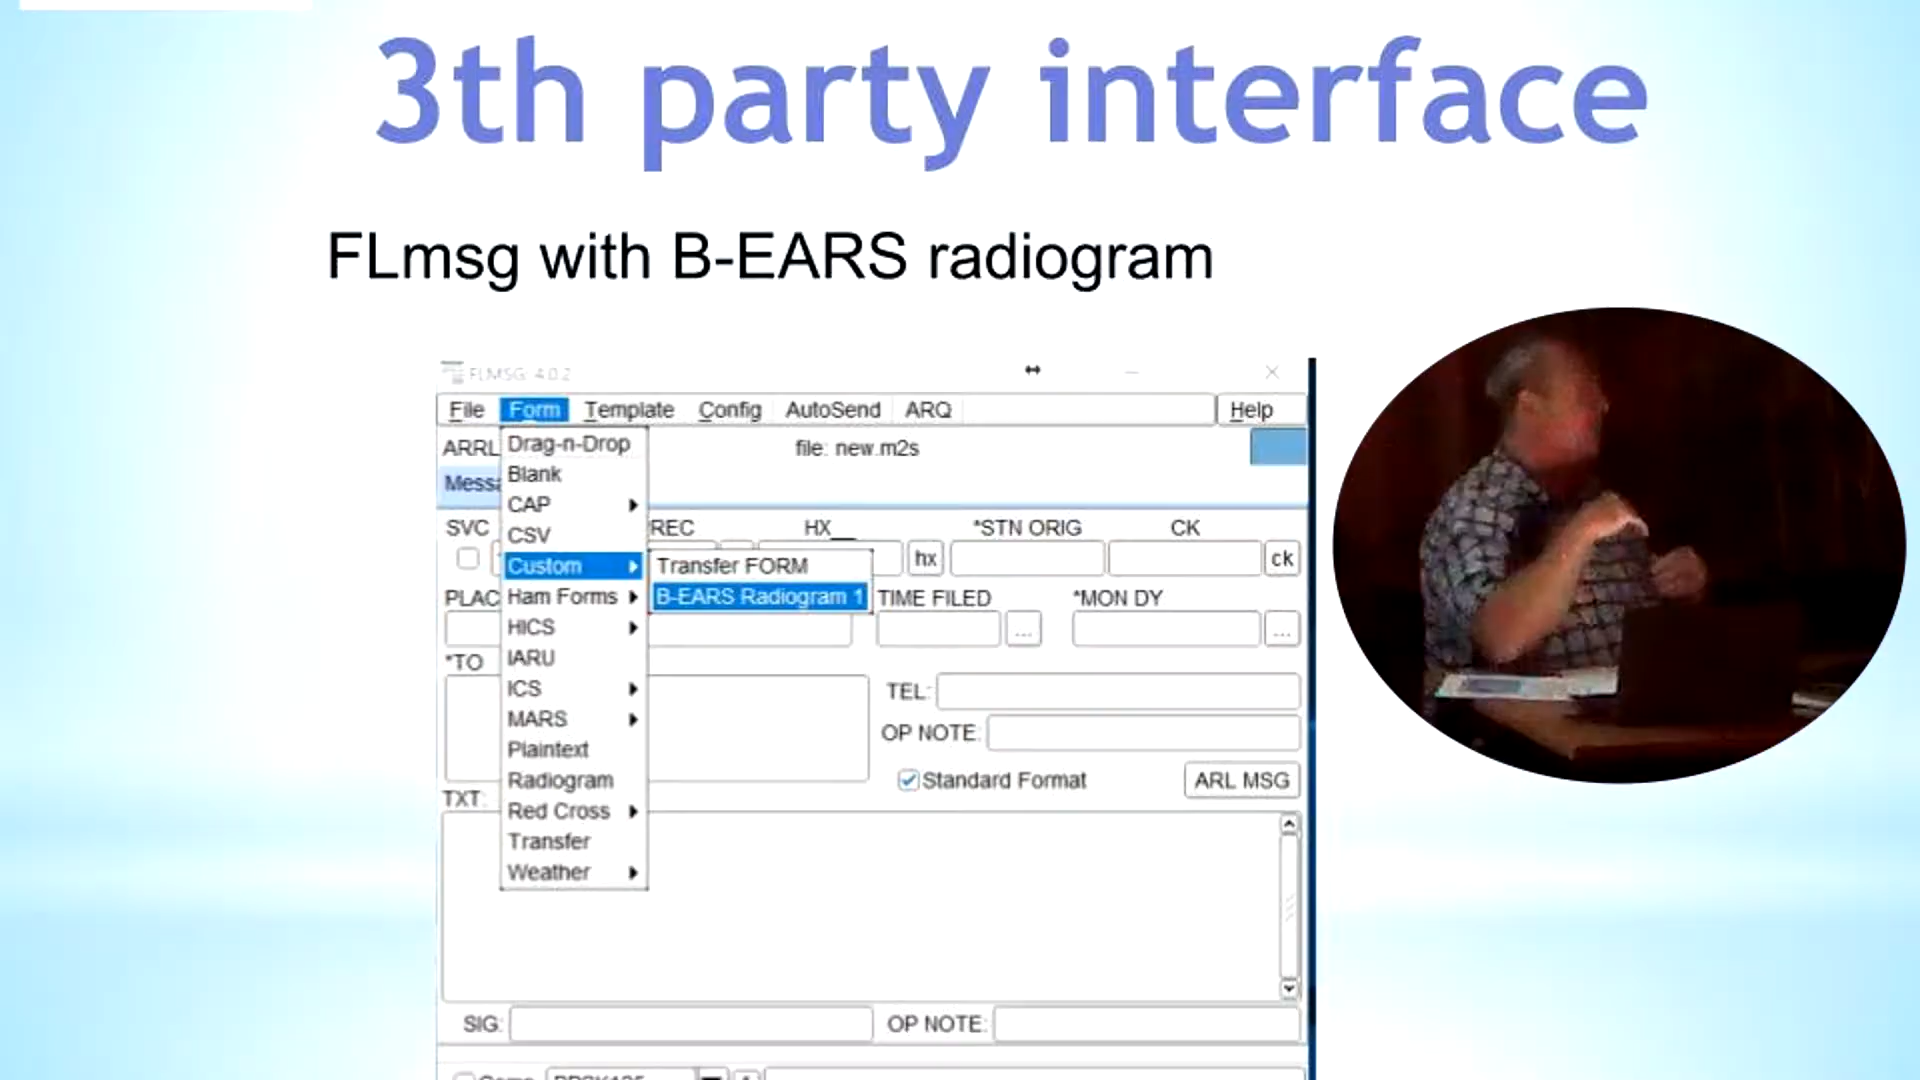 3th party interface
FLmsg with B-EARS radiogram
FLMSG: 4.0.2
File Form Template Config AutoSend ARQ Help
ARRL file: new.m2s
Messa
Drag-n-Drop
Blank
CAP
CSV
Custom
Ham Forms
HICS
IARU
ICS
MARS
Plaintext
Radiogram
Red Cross
Transfer
Weather
Transfer FORM
B-EARS Radiogram 1
SVC REC HX *STN ORIG CK
hx ck
PLAC TIME FILED *MON DY
... ...
*TO
TEL:
OP NOTE:
Standard Format ARL MSG
TXT:
SIG: OP NOTE: